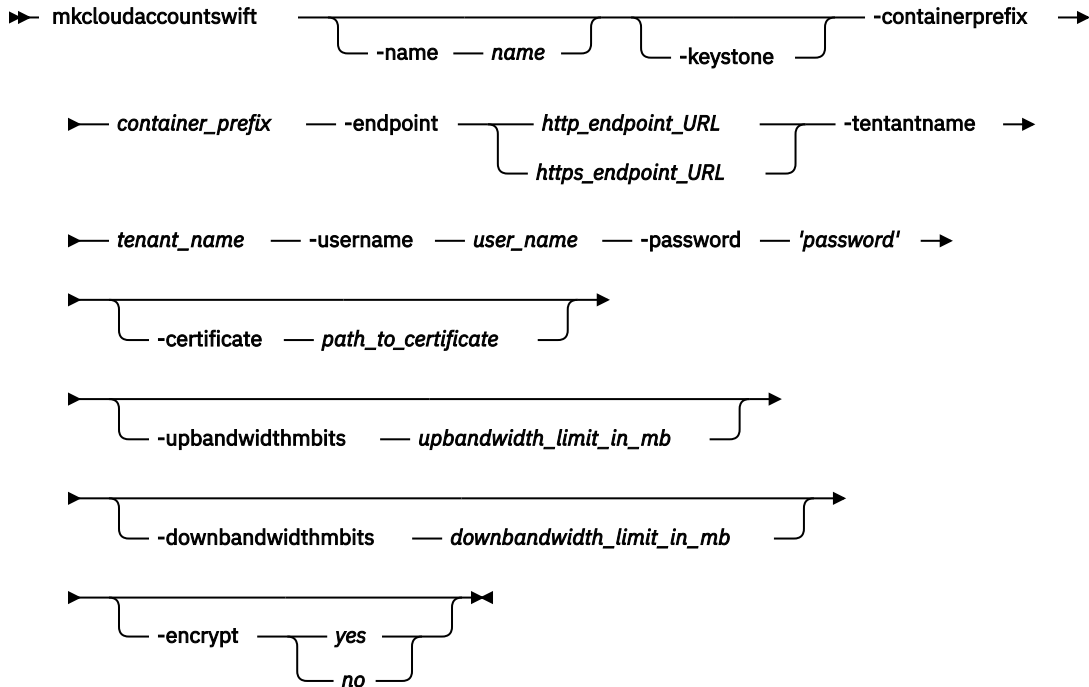 mkcloudaccountswift -containerprefix
-name name -keystone
container_prefix -endpoint http_endpoint_URL -tentantname
https_endpoint_URL
tenant_name -username user_name -password 'password'
-certificate path_to_certificate
-upbandwidthmbits upbandwidth_limit_in_mb
-downbandwidthmbits downbandwidth_limit_in_mb
-encrypt yes
no